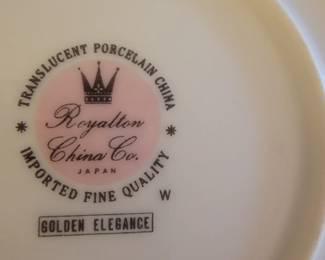 * TRANSLUCENT PORCELAIN CHINA *
Royalton
China Co.
JAPAN
IMPORTED FINE QUALITY
W
GOLDEN ELEGANCE